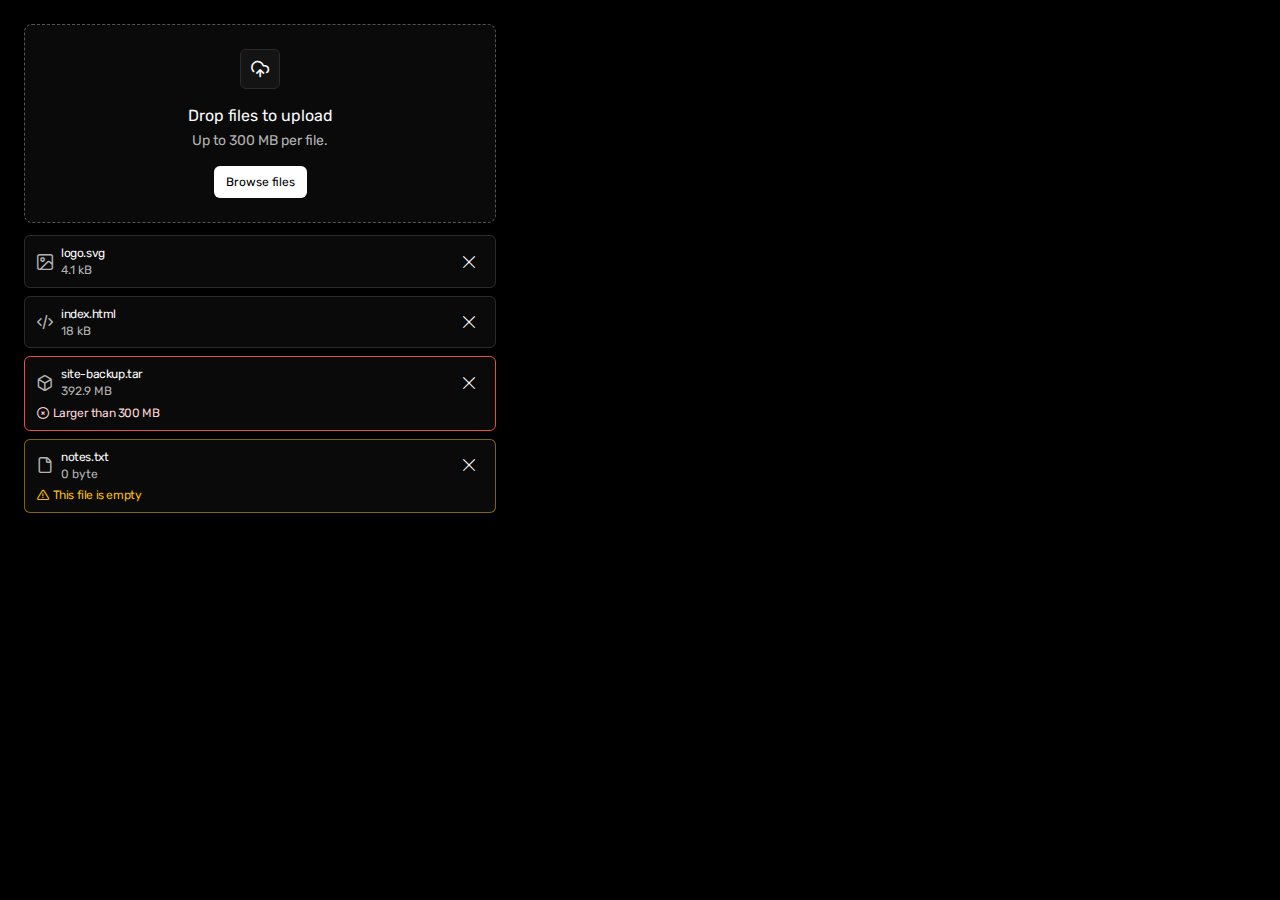 Drop files to upload
Up to 300 MB per file.
Browse files
logo.svg
4.1 kB
index.html
18 kB
site-backup.tar
392.9 MB
Larger than 300 MB
notes.txt
0 byte
This file is empty